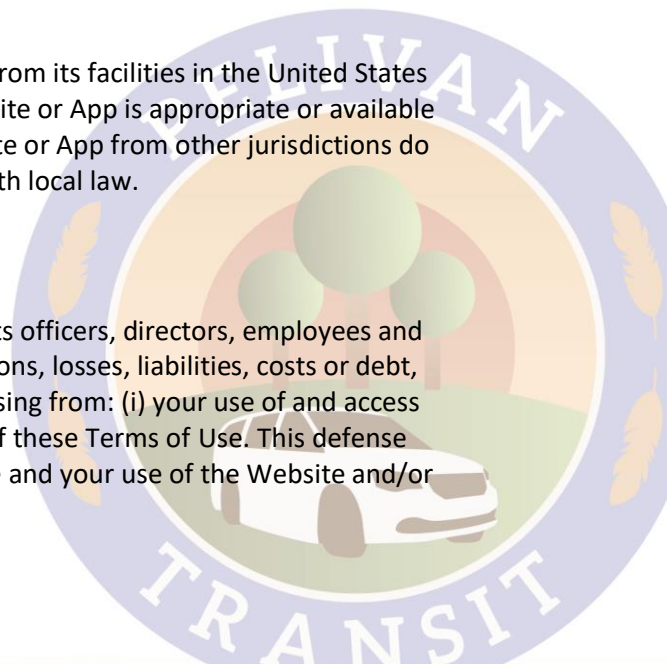 PELIVAN
rom its facilities in the United States
ite or App is appropriate or available
te or App from other jurisdictions do
th local law.
ts officers, directors, employees and
ons, losses, liabilities, costs or debt,
sing from: (i) your use of and access
f these Terms of Use. This defense
e and your use of the Website and/or
TRANSIT